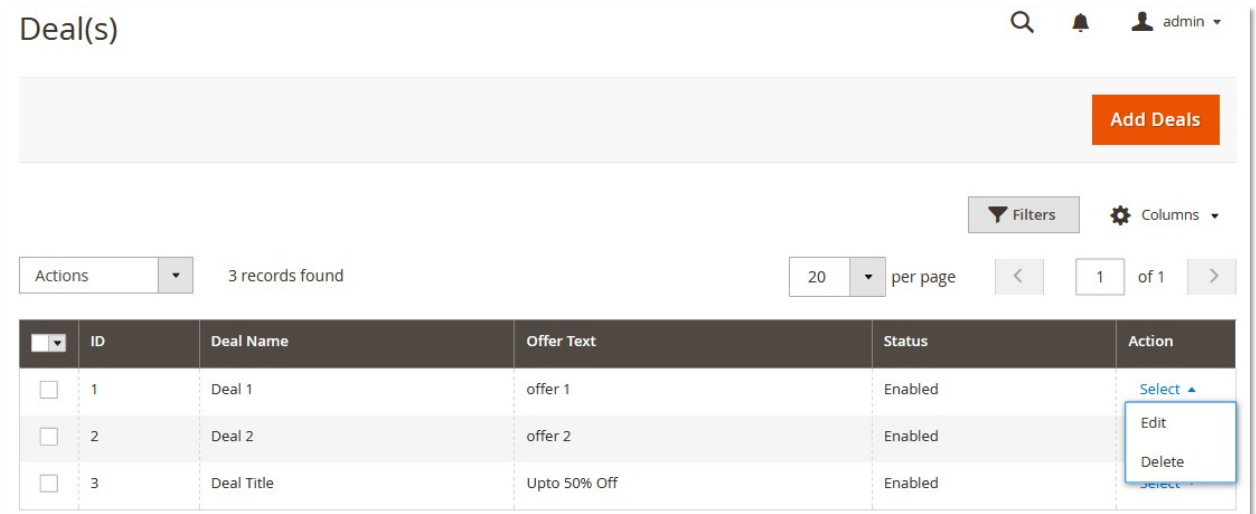 Deal(s)
admin
Add Deals
Filters
Columns
Actions
3 records found
20
per page
1
of 1
ID
Deal Name
Offer Text
Status
Action
1
Deal 1
offer 1
Enabled
Select
2
Deal 2
offer 2
Enabled
Edit
Delete
3
Deal Title
Upto 50% Off
Enabled
Select